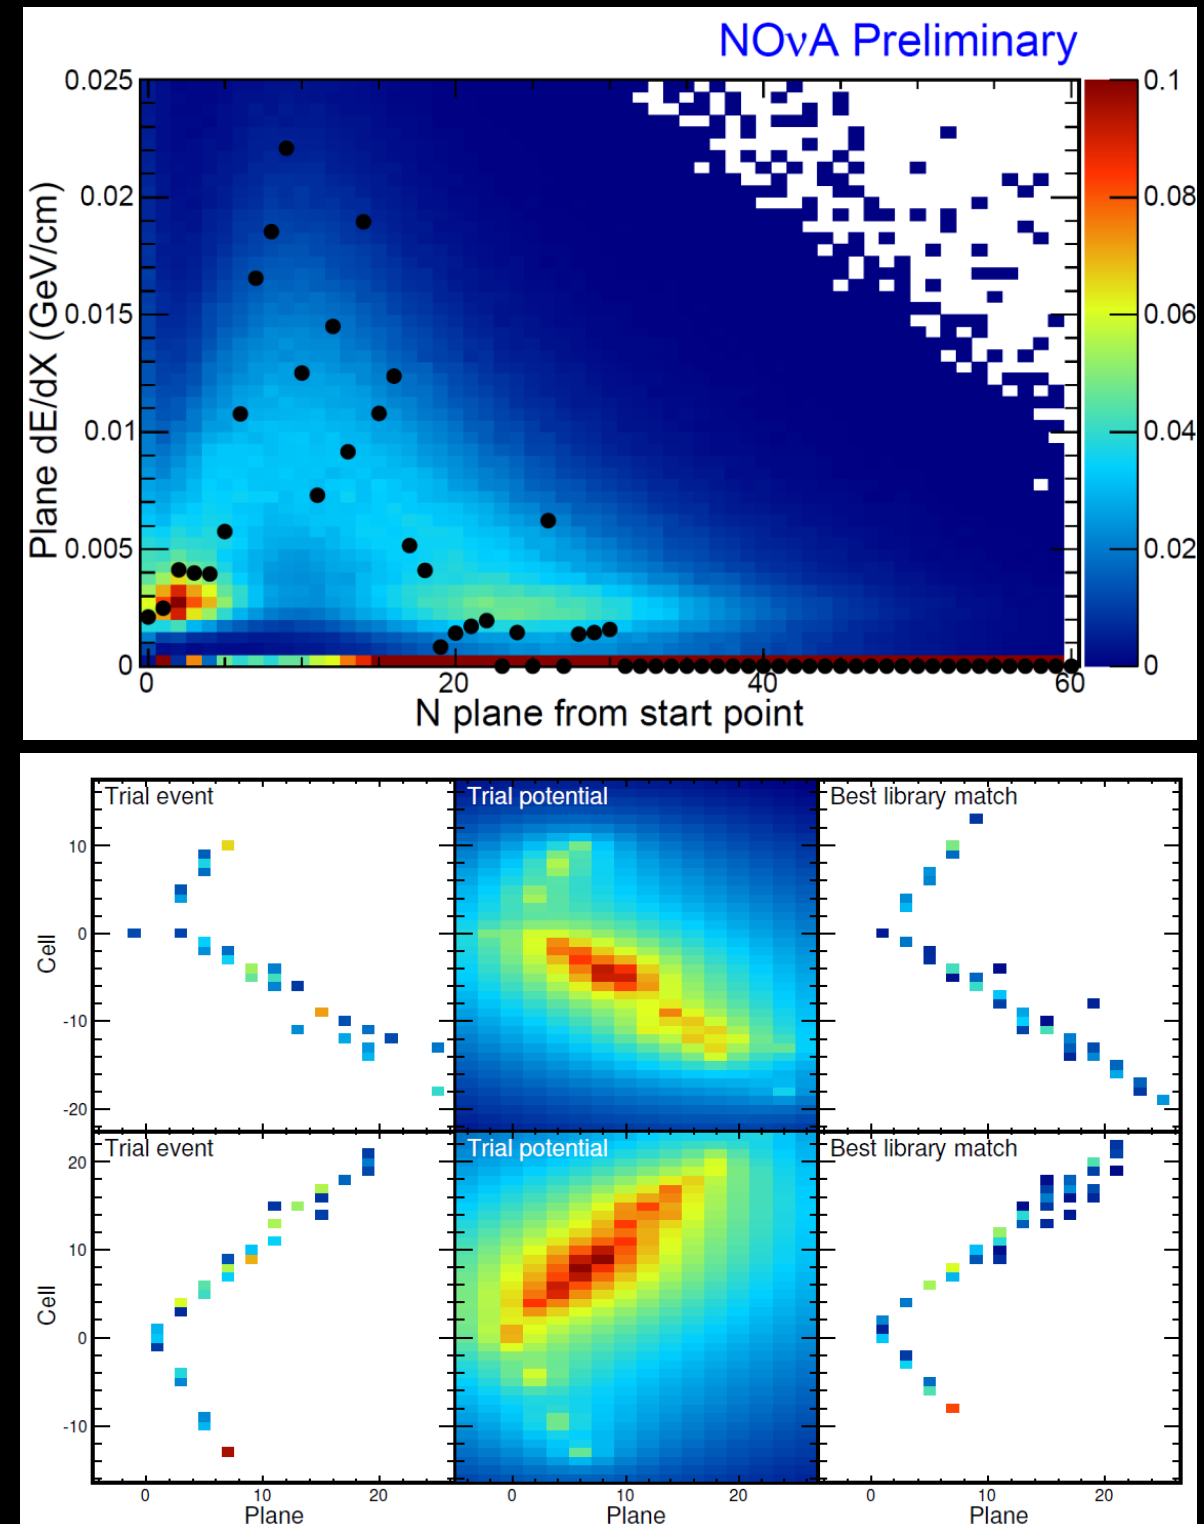 NOνA Preliminary
0.025
0.02
0.015
0.01
0.005
0
Plane dE/dX (GeV/cm)
0 20 40 60
N plane from start point
0.1
0.08
0.06
0.04
0.02
0
Trial event Trial potential Best library match
10
0
-10
-20
Cell
Trial event Trial potential Best library match
20
10
0
-10
Cell
0 10 20 0 10 20 0 10 20
Plane Plane Plane